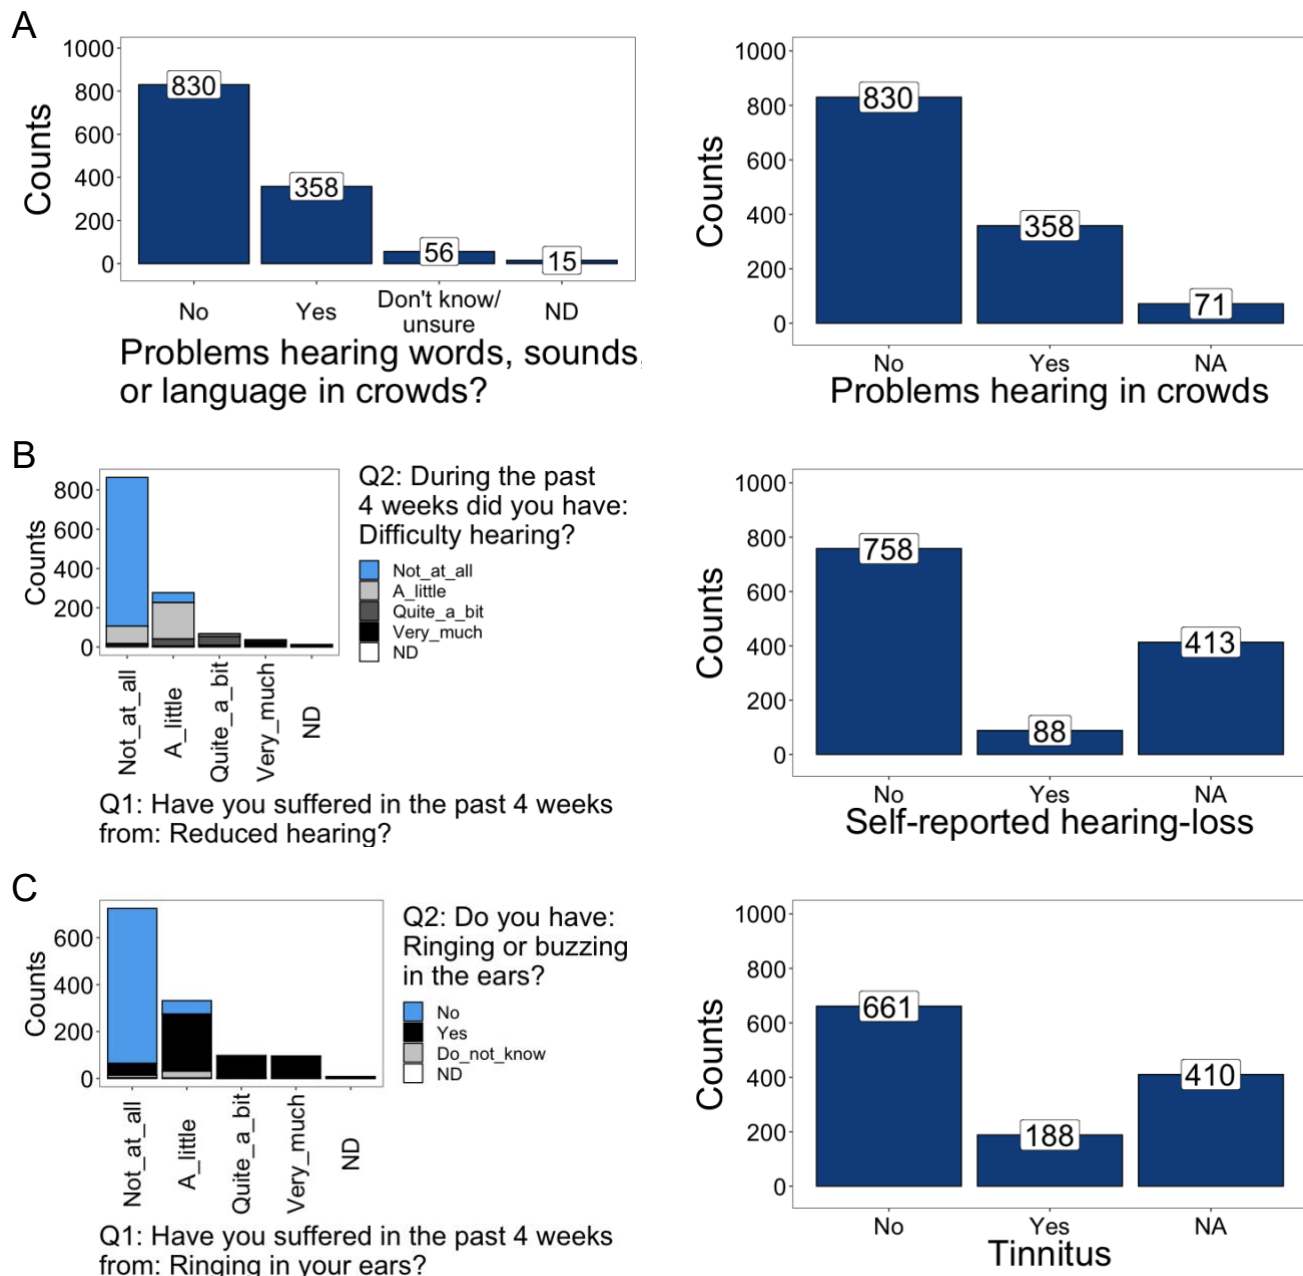 A
Counts
1000
800
600
400
200
0
830
358
56
15
No
Yes
Don't know/
unsure
ND
Problems hearing words, sounds,
or language in crowds?
Counts
1000
800
600
400
200
0
830
358
71
No
Yes
NA
Problems hearing in crowds
B
Counts
800
600
400
200
0
Not_at_all
A_little
Quite_a_bit
Very_much
ND
Q1: Have you suffered in the past 4 weeks
from: Reduced hearing?
Q2: During the past
4 weeks did you have:
Difficulty hearing?
Not_at_all
A_little
Quite_a_bit
Very_much
ND
Counts
1000
800
600
400
200
0
758
88
413
No
Yes
NA
Self-reported hearing-loss
C
Counts
600
400
200
0
Not_at_all
A_little
Quite_a_bit
Very_much
ND
Q1: Have you suffered in the past 4 weeks
from: Ringing in your ears?
Q2: Do you have:
Ringing or buzzing
in the ears?
No
Yes
Do_not_know
ND
Counts
1000
800
600
400
200
0
661
188
410
No
Yes
NA
Tinnitus